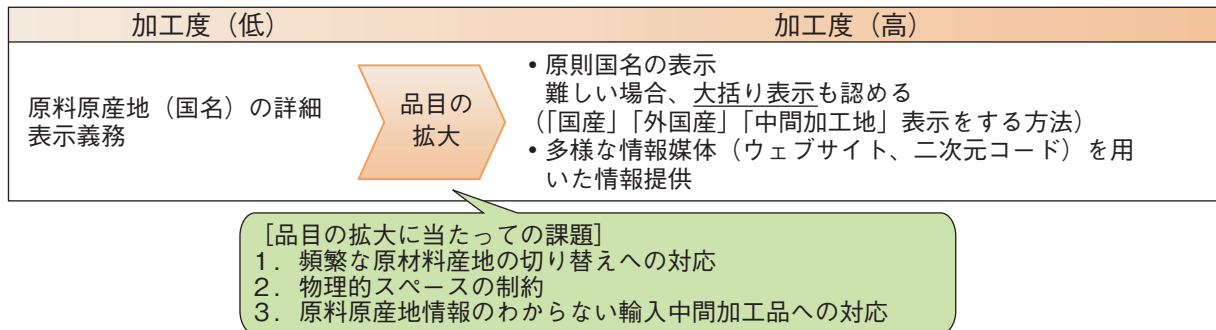 加工度（低）
加工度（高）
原料原産地（国名）の詳細
表示義務
品目の
拡大
•原則国名の表示
難しい場合、大括り表示も認める
（「国産」「外国産」「中間加工地」表示をする方法）
•多様な情報媒体（ウェブサイト、二次元コード）を用
いた情報提供
［品目の拡大に当たっての課題］
1．頻繁な原材料産地の切り替えへの対応
2．物理的スペースの制約
3．原料原産地情報のわからない輸入中間加工品への対応